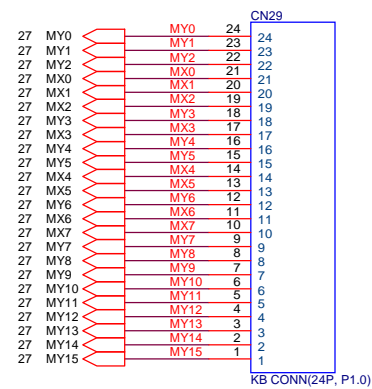 CN29
27 MY0 MY0 24 24
27 MY1 MY1 23 23
27 MY2 MY2 22 22
27 MX0 MX0 21 21
27 MX1 MX1 20 20
27 MX2 MX2 19 19
27 MY3 MY3 18 18
27 MX3 MX3 17 17
27 MY4 MY4 16 16
27 MY5 MY5 15 15
27 MX4 MX4 14 14
27 MX5 MX5 13 13
27 MY6 MY6 12 12
27 MX6 MX6 11 11
27 MX7 MX7 10 10
27 MY7 MY7 9 9
27 MY8 MY8 8 8
27 MY9 MY9 7 7
27 MY10 MY10 6 6
27 MY11 MY11 5 5
27 MY12 MY12 4 4
27 MY13 MY13 3 3
27 MY14 MY14 2 2
27 MY15 MY15 1 1
KB CONN(24P, P1.0)